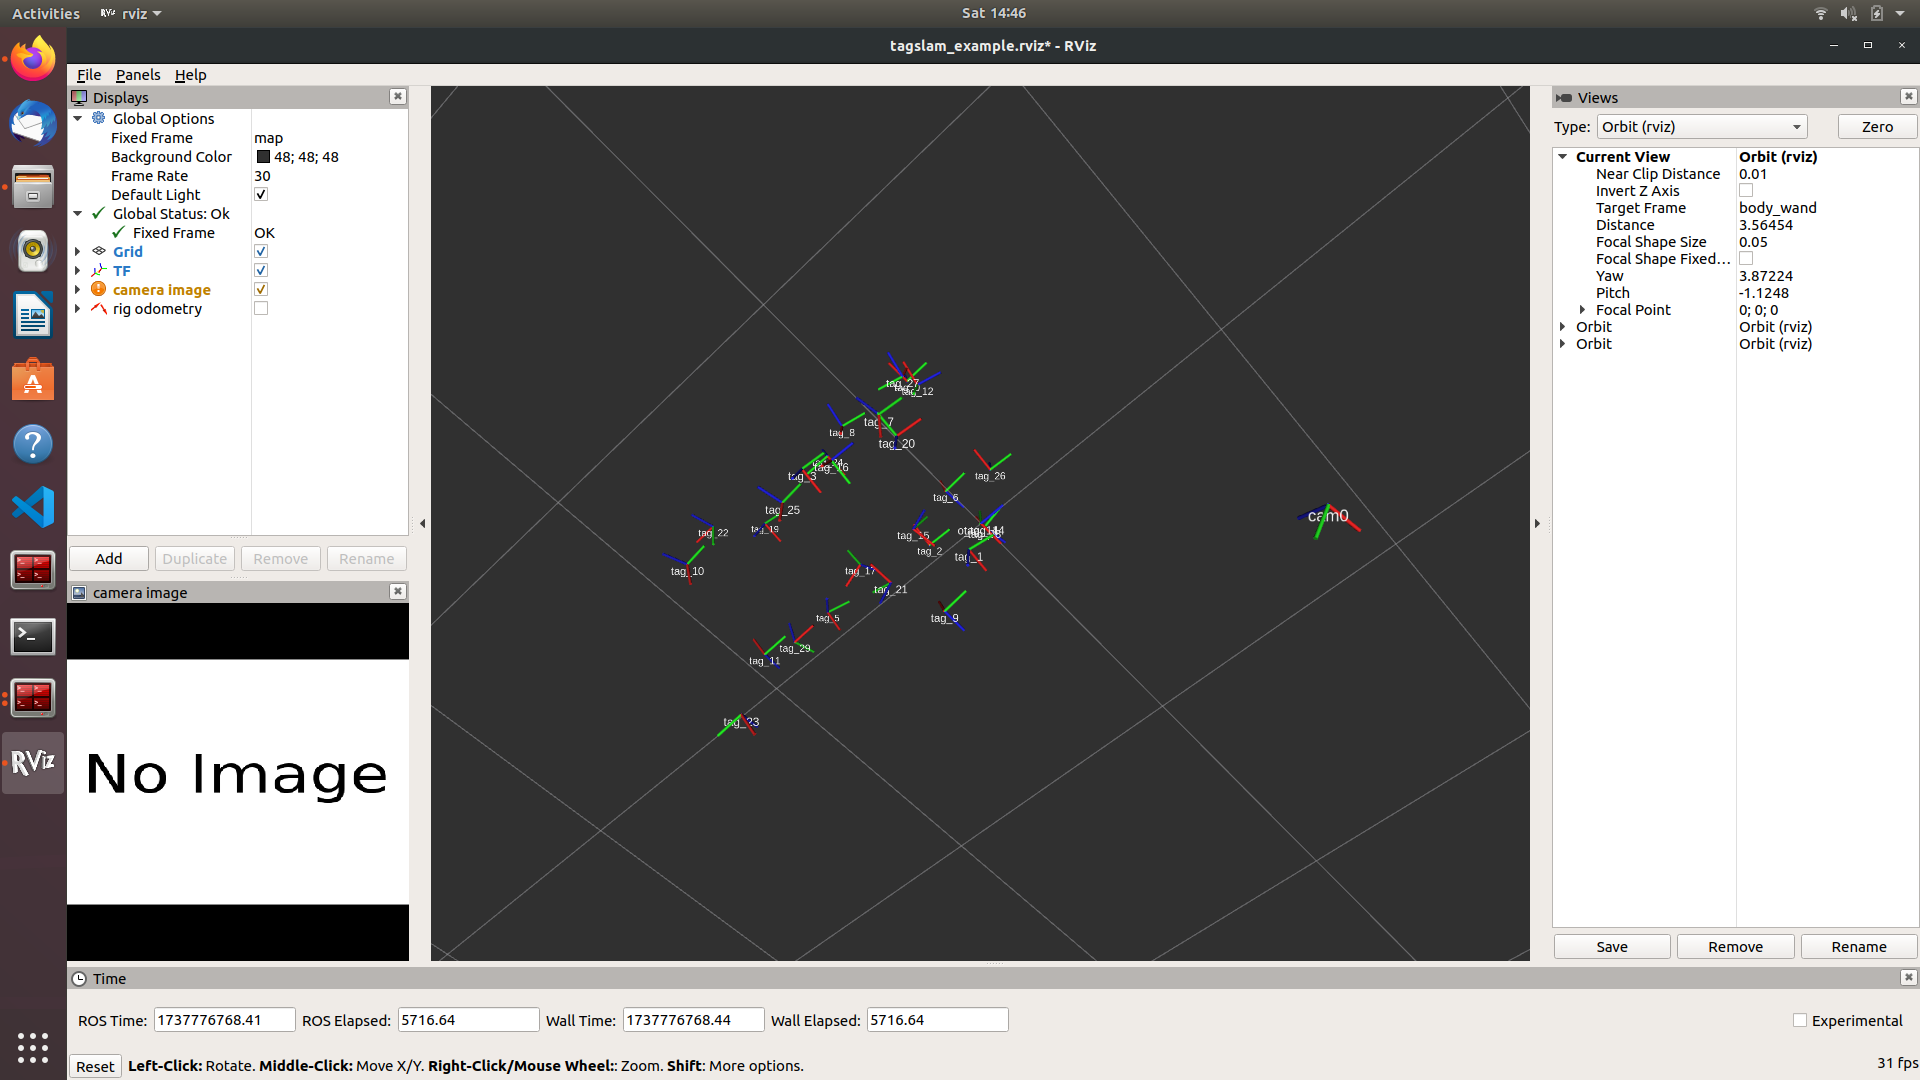 Activities rviz Sat 14:46
tagslam_example.rviz* - RViz
File Panels Help
Displays
Global Options
Fixed Frame map
Background Color 48; 48; 48
Frame Rate 30
Default Light
Global Status: Ok
Fixed Frame OK
Grid
TF
camera image
rig odometry
Add Duplicate Remove Rename
camera image
No Image
RViz
tag_27
tag_12
tag_7
tag_8
tag_20
tag_16
tag_3
tag_26
tag_6
tag_25
tag_19
tag_22
tag_15
tag_2
tag_1
tag_10
tag_17
tag_21
tag_5
tag_9
tag_29
tag_11
tag_23
cam0
Views
Type: Orbit (rviz) Zero
Current View Orbit (rviz)
Near Clip Distance 0.01
Invert Z Axis
Target Frame body_wand
Distance 3.56454
Focal Shape Size 0.05
Focal Shape Fixed...
Yaw 3.87224
Pitch -1.1248
Focal Point 0; 0; 0
Orbit Orbit (rviz)
Orbit Orbit (rviz)
Save Remove Rename
Time
ROS Time: 1737776768.41 ROS Elapsed: 5716.64 Wall Time: 1737776768.44 Wall Elapsed: 5716.64 Experimental
Reset Left-Click: Rotate. Middle-Click: Move X/Y. Right-Click/Mouse Wheel:: Zoom. Shift: More options. 31 fps